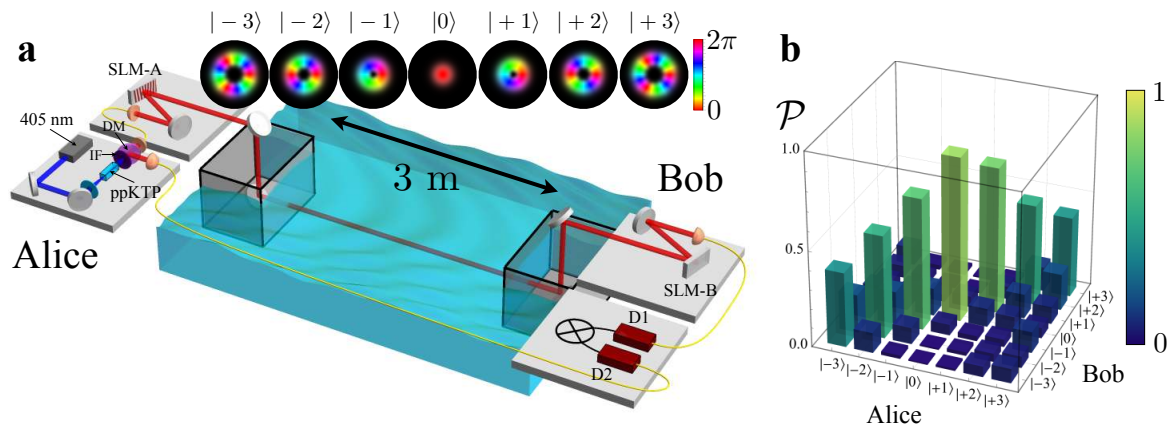 a
|−3⟩ |−2⟩ |−1⟩ |0⟩ |+1⟩ |+2⟩ |+3⟩
2π
0
SLM-A
405 nm
DM
IF
ppKTP
Alice
3 m
Bob
SLM-B
D1
D2
b
𝒫
1.0
0.5
0.0
|−3⟩ |−2⟩ |−1⟩ |0⟩ |+1⟩ |+2⟩ |+3⟩
Alice
|+3⟩
|+2⟩
|+1⟩
|0⟩
|−1⟩
|−2⟩
|−3⟩
Bob
1
0